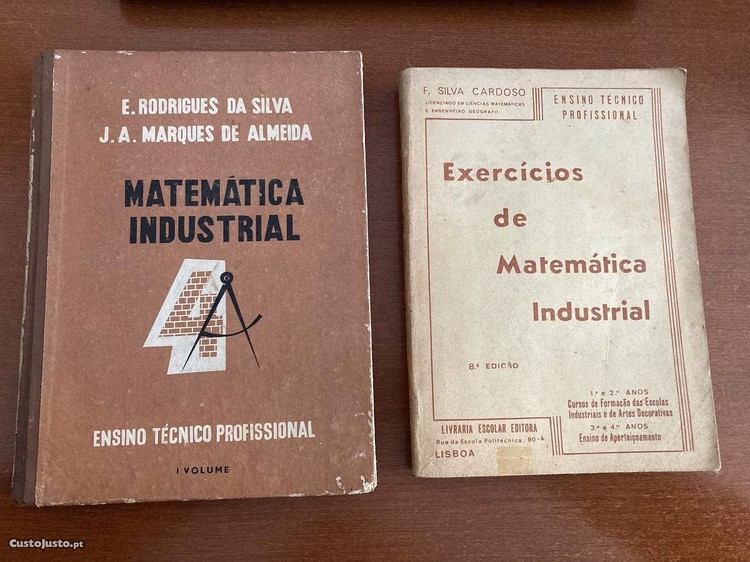 E. RODRIGUES DA SILVA
J. A. MARQUES DE ALMEIDA
MATEMÁTICA
INDUSTRIAL
4
ENSINO TÉCNICO PROFISSIONAL
I VOLUME
F. SILVA CARDOSO
LICENCIADO EM CIÊNCIAS MATEMÁTICAS
E ENGENHEIRO GEÓGRAFO
ENSINO TÉCNICO
PROFISSIONAL
Exercícios
de
Matemática
Industrial
8.ª EDIÇÃO
1.º e 2.º ANOS
Cursos de Formação das Escolas
Industriais e de Artes Decorativas
3.º e 4.º ANOS
Ensino de Aperfeiçoamento
LIVRARIA ESCOLAR EDITORA
Rua da Escola Politécnica, 80-A
LISBOA
CustoJusto.pt